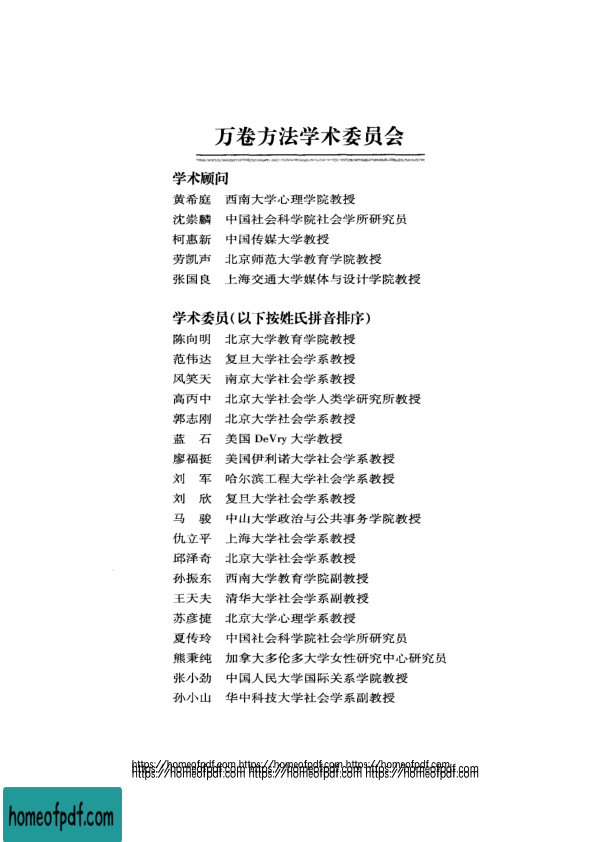 万卷方法学术委员会
学术顾问
黄希庭 西南大学心理学院教授
沈崇麟 中国社会科学院社会学所研究员
柯惠新 中国传媒大学教授
劳凯声 北京师范大学教育学院教授
张国良 上海交通大学媒体与设计学院教授
学术委员(以下按姓氏拼音排序)
陈向明 北京大学教育学院教授
范伟达 复旦大学社会学系教授
风笑天 南京大学社会学系教授
高丙中 北京大学社会学人类学研究所教授
郭志刚 北京大学社会学系教授
蓝 石 美国 DeVry 大学教授
廖福挺 美国伊利诺大学社会学系教授
刘 军 哈尔滨工程大学社会学系教授
刘 欣 复旦大学社会学系教授
马 骏 中山大学政治与公共事务学院教授
仇立平 上海大学社会学系教授
邱泽奇 北京大学社会学系教授
孙振东 西南大学教育学院副教授
王天夫 清华大学社会学系副教授
苏彦捷 北京大学心理学系教授
夏传玲 中国社会科学院社会学所研究员
熊秉纯 加拿大多伦多大学女性研究中心研究员
张小劲 中国人民大学国际关系学院教授
孙小山 华中科技大学社会学系副教授
https://homeofpdf.com https://homeofpdf.com https://homeofpdf.com
https://homeofpdf.com https://homeofpdf.com https://homeofpdf.com
homeofpdf.com